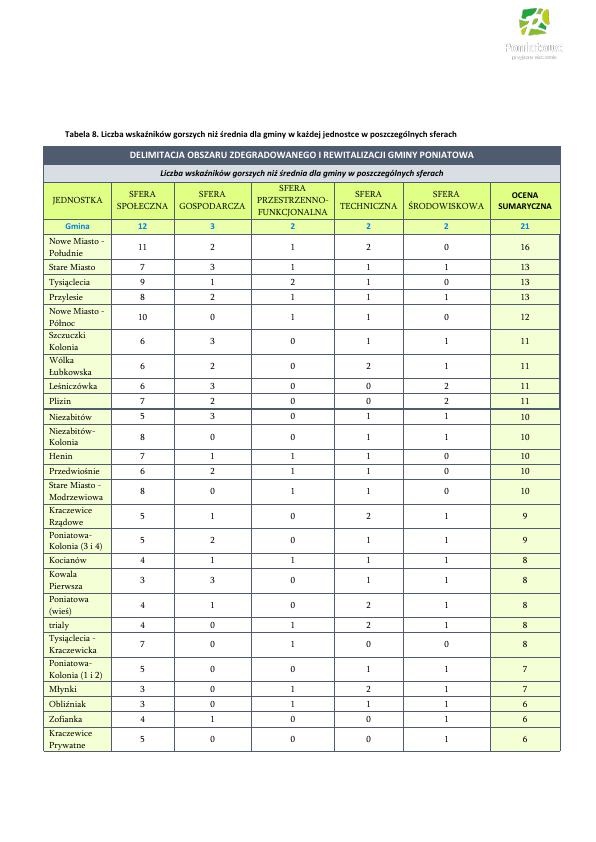 Poniatowa
Tabela 8. Liczba wskaźników gorszych niż średnia dla gminy w każdej jednostce w poszczególnych sferach
DELIMITACJA OBSZARU ZDEGRADOWANEGO I REWITALIZACJI GMINY PONIATOWA
Liczba wskaźników gorszych niż średnia dla gminy w poszczególnych sferach
JEDNOSTKA SFERA SPOŁECZNA SFERA GOSPODARCZA SFERA PRZESTRZENNO-FUNKCJONALNA SFERA TECHNICZNA SFERA ŚRODOWISKOWA OCENA SUMARYCZNA
Gmina 12 3 2 2 2 21
Nowe Miasto - Południe 11 2 1 2 0 16
Stare Miasto 7 3 1 1 1 13
Tysiąclecia 9 1 2 1 0 13
Przylesie 8 2 1 1 1 13
Nowe Miasto - Północ 10 0 1 1 0 12
Szczuczki Kolonia 6 3 0 1 1 11
Wólka Łubkowska 6 2 0 2 1 11
Leśniczówka 6 3 0 0 2 11
Plizin 7 2 0 0 2 11
Niezabitów 5 3 0 1 1 10
Niezabitów-Kolonia 8 0 0 1 1 10
Henin 7 1 1 1 0 10
Przedwiośnie 6 2 1 1 0 10
Stare Miasto - Modrzewiowa 8 0 1 1 0 10
Kraczewice Rządowe 5 1 0 2 1 9
Poniatowa-Kolonia (3 i 4) 5 2 0 1 1 9
Kocianów 4 1 1 1 1 8
Kowala Pierwsza 3 3 0 1 1 8
Poniatowa (wieś) 4 1 0 2 1 8
trialy 4 0 1 2 1 8
Tysiąclecia - Kraczewicka 7 0 1 0 0 8
Poniatowa-Kolonia (1 i 2) 5 0 0 1 1 7
Młynki 3 0 1 2 1 7
Obliźniak 3 0 1 1 1 6
Zofianka 4 1 0 0 1 6
Kraczewice Prywatne 5 0 0 0 1 6